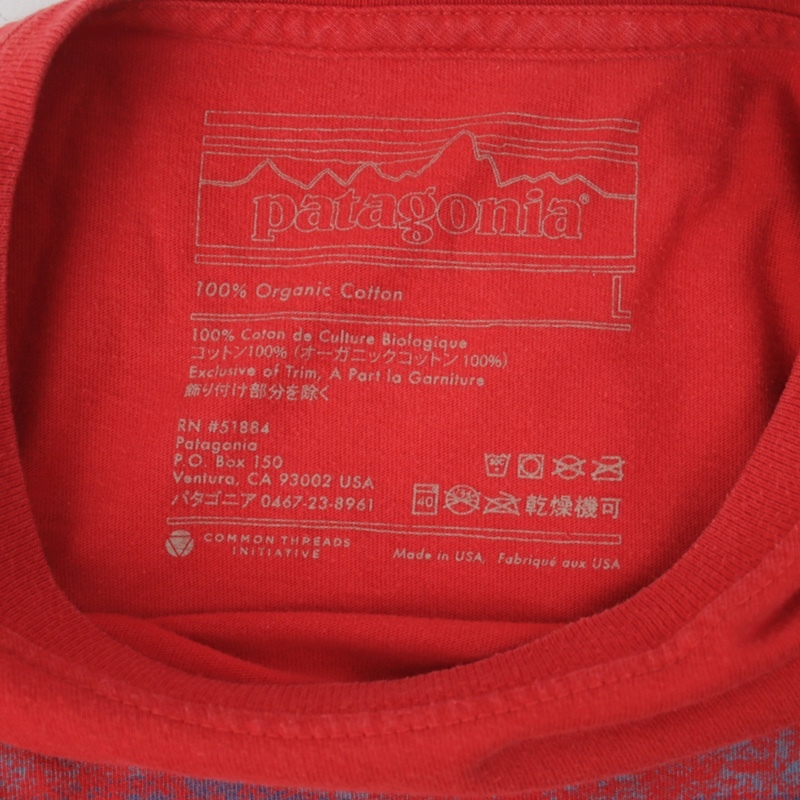 patagonia®
100% Organic Cotton L
100% Coton de Culture Biologique
コットン100% (オーガニックコットン 100%)
Exclusive of Trim, A Part la Garniture
飾り付け部分を除く
RN #51884
Patagonia
P.O. Box 150
Ventura, CA 93002 USA
パタゴニア 0467-23-8961
30C
40 乾燥機可
COMMON THREADS
INITIATIVE
Made in USA, Fabriqué aux USA